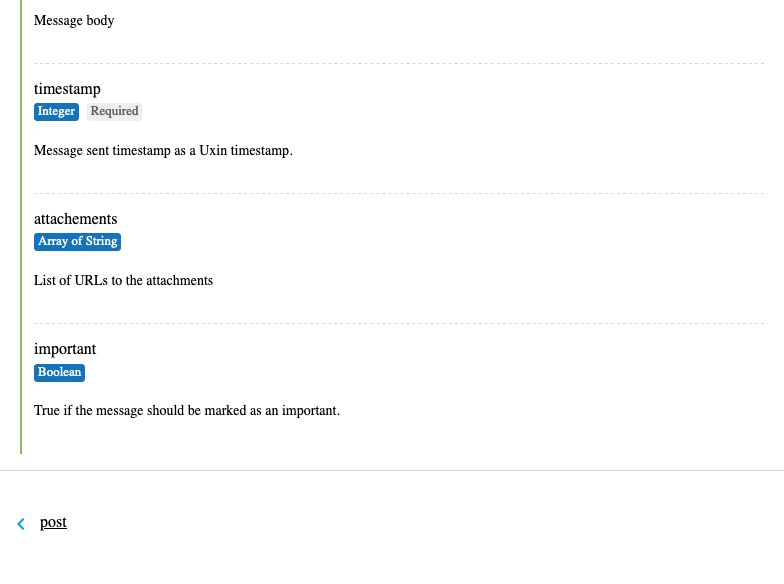 Message body
timestamp
Integer Required
Message sent timestamp as a Uxin timestamp.
attachements
Array of String
List of URLs to the attachments
important
Boolean
True if the message should be marked as an important.
post